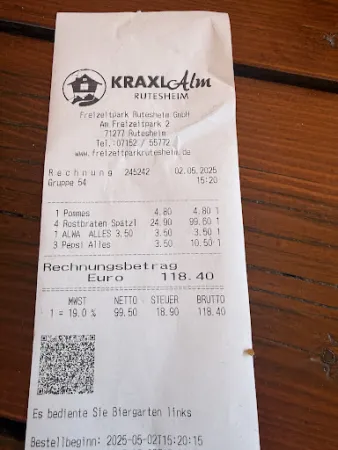 KRAXLAlm
RUTESHEIM
Freizeitpark Rutesheim GmbH
Am Freizeitpark 2
71277 Rutesheim
Tel.:07152 / 55772
www.freizeitparkrutesheim.de
Rechnung 245242 02.05.2025
Gruppe 54 15:20
1 Pommes 4.80 4.80 1
4 Rostbraten Spätzl 24.90 99.60 1
1 ALWA ALLES 3.50 3.50 3.50 1
3 Pepsi Alles 3.50 10.50 1
Rechnungsbetrag
Euro 118.40
MWST NETTO STEUER BRUTTO
1 = 19.0 % 99.50 18.90 118.40
Es bediente Sie Biergarten links
Bestellbeginn: 2025-05-02T15:20:15